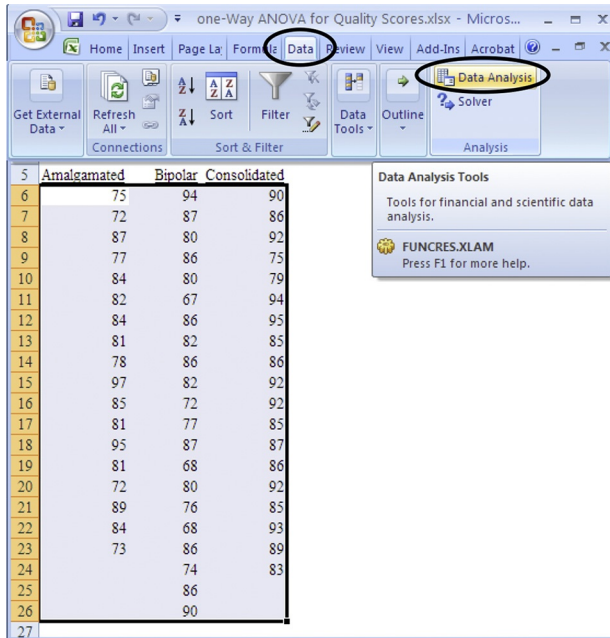 one-Way ANOVA for Quality Scores.xlsx - Micros...
Home Insert Page La Formula Data Review View Add-Ins Acrobat
Get External Data
Refresh All
Sort
Filter
Data Tools
Outline
Data Analysis
Solver
Connections Sort & Filter Analysis
Data Analysis Tools
Tools for financial and scientific data
analysis.
FUNCRES.XLAM
Press F1 for more help.
5 Amalgamated Bipolar Consolidated
6 75 94 90
7 72 87 86
8 87 80 92
9 77 86 75
10 84 80 79
11 82 67 94
12 84 86 95
13 81 82 85
14 78 86 86
15 97 82 92
16 85 72 92
17 81 77 85
18 95 87 87
19 81 68 86
20 72 80 92
21 89 76 85
22 84 68 93
23 73 86 89
24 74 83
25 86
26 90
27